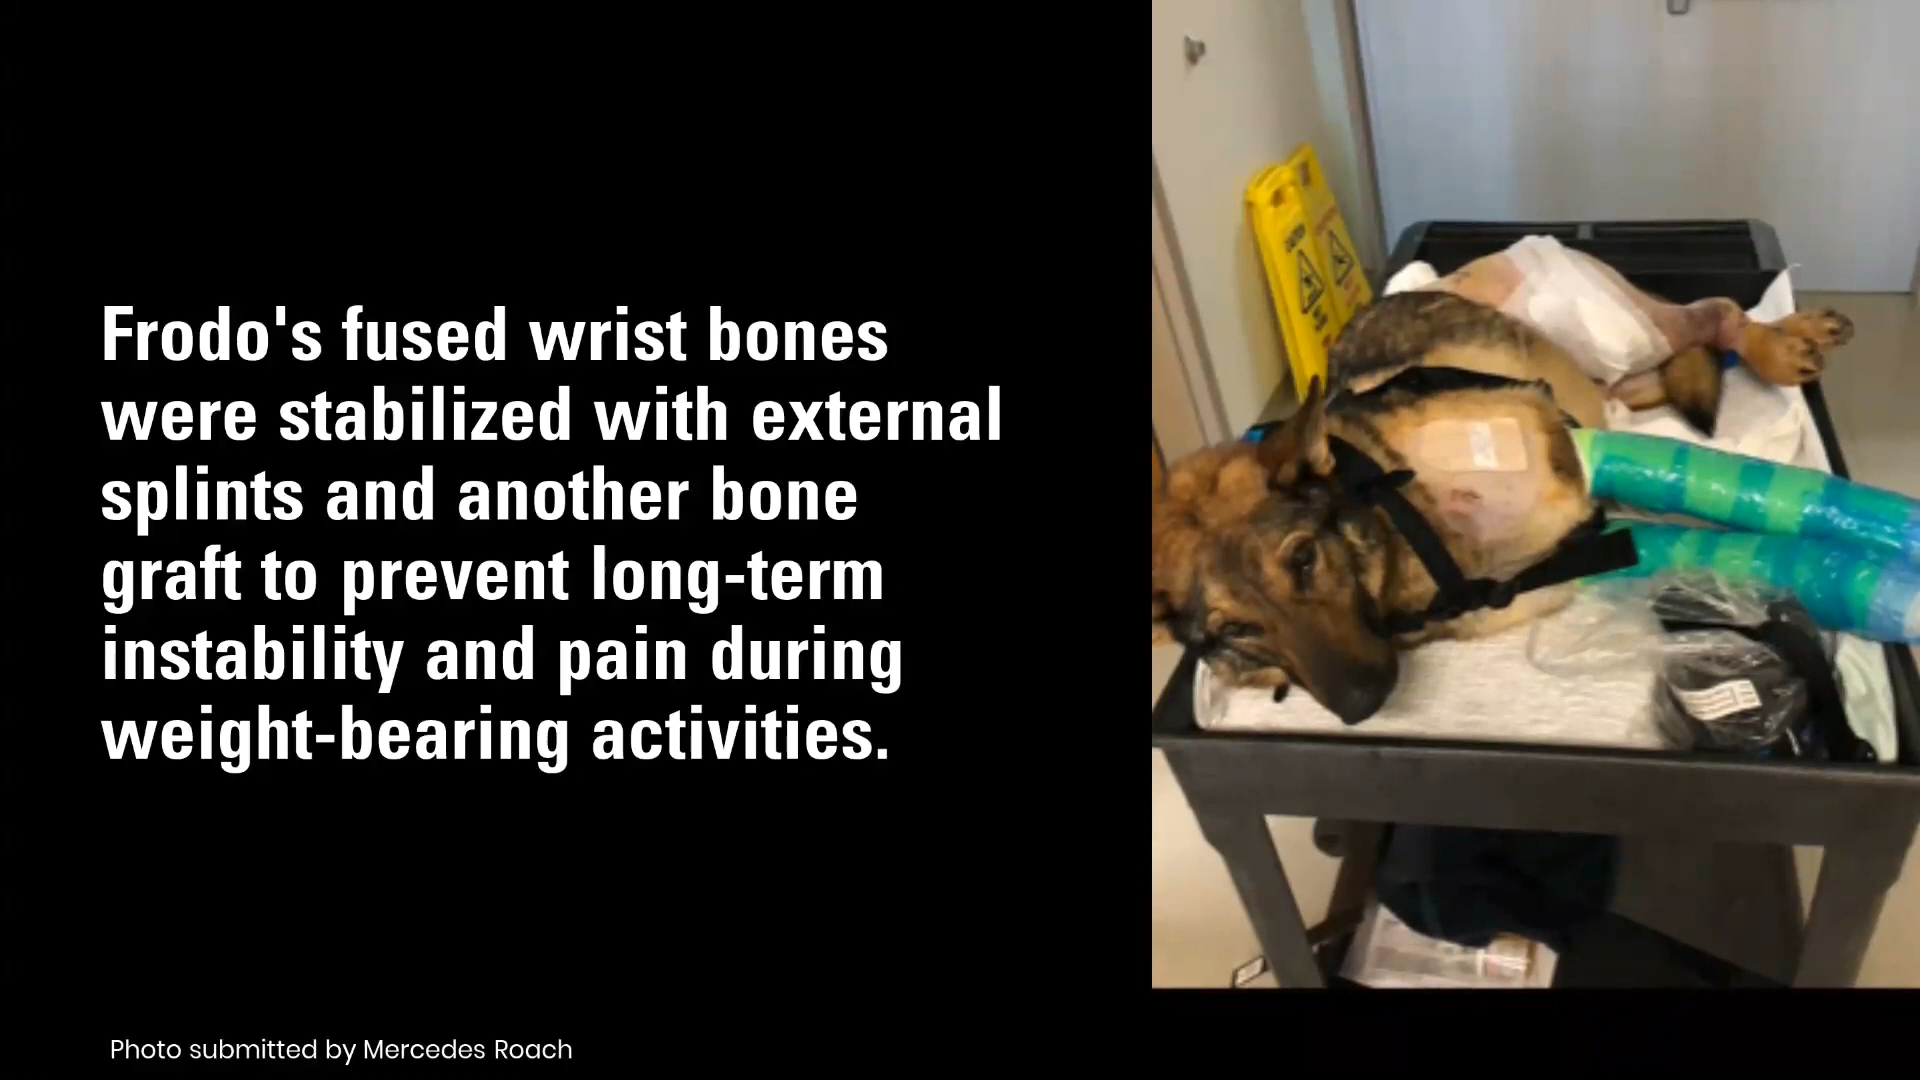 Frodo's fused wrist bones
were stabilized with external
splints and another bone
graft to prevent long-term
instability and pain during
weight-bearing activities.
Photo submitted by Mercedes Roach